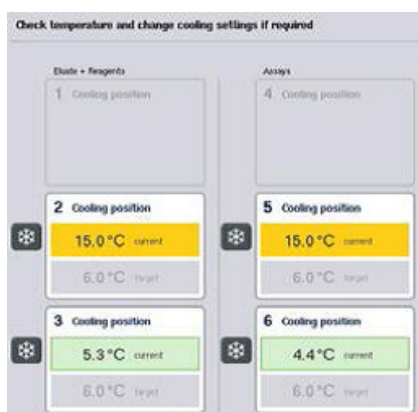 Check temperature and change cooling settings if required
Eluate + Reagents
Assays
1 Cooling position
4 Cooling position
2 Cooling position
5 Cooling position
15.0 °C current
15.0 °C current
6.0 °C target
6.0 °C target
3 Cooling position
6 Cooling position
5.3 °C current
4.4 °C current
6.0 °C target
6.0 °C target